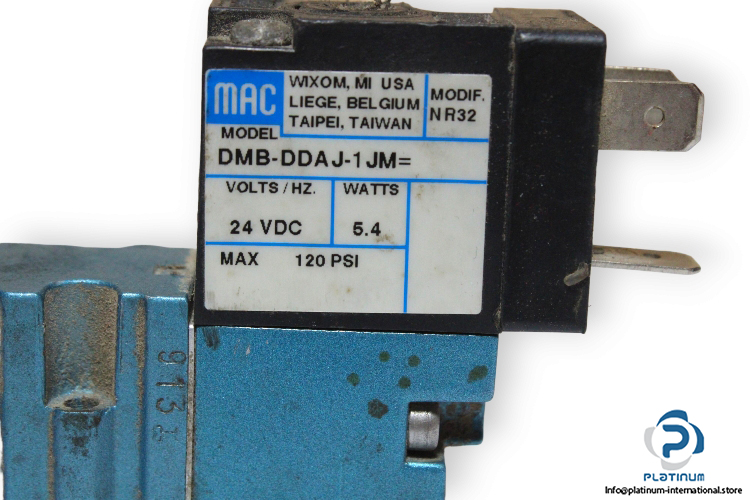 MAC
WIXOM, MI USA
LIEGE, BELGIUM
TAIPEI, TAIWAN
MODIF.
NR32
MODEL
DMB-DDAJ-1JM=
VOLTS/HZ.
WATTS
24 VDC
5.4
MAX 120 PSI
PLATINUM
Info@platinum-international.store